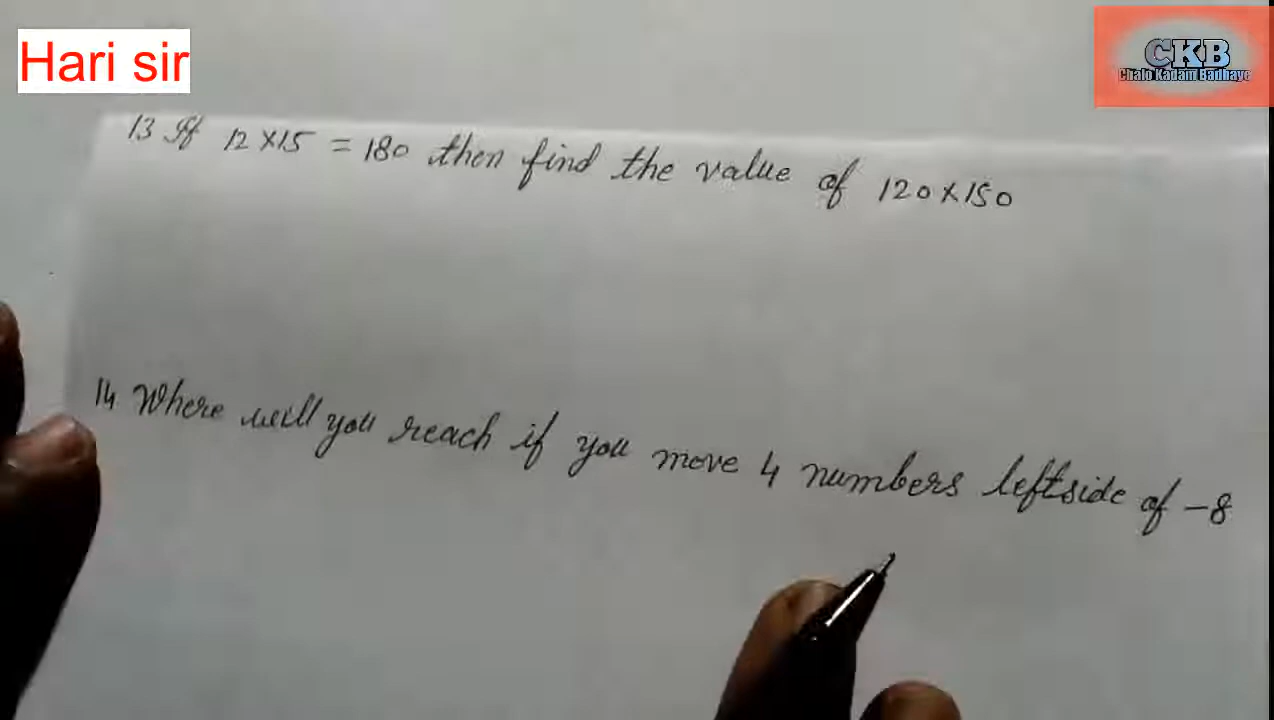 Hari sir
CKB
Chalo Kadam Badhaye
13 If 12×15 = 180 then find the value of 120×150
14 Where will you reach if you move 4 numbers leftside of -8